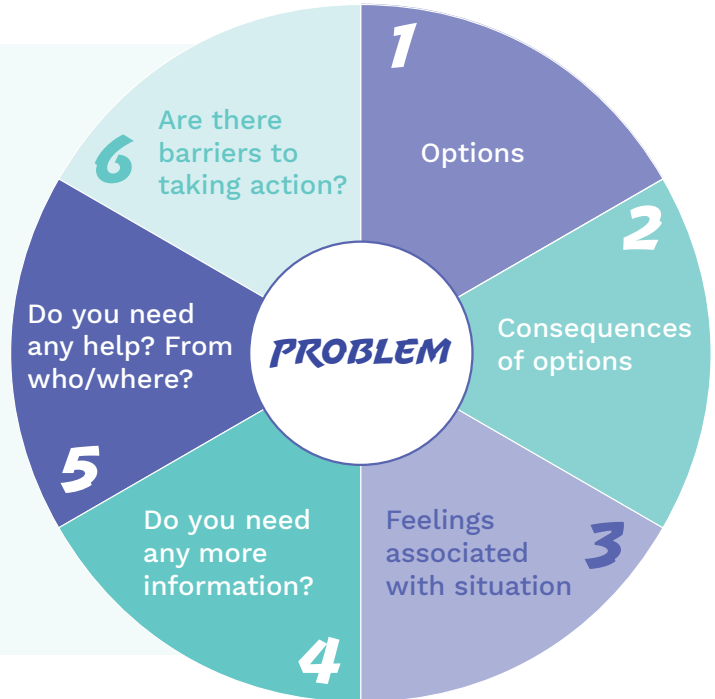 1
Options
2
Consequences
of options
3
Feelings
associated
with situation
4
Do you need
any more
information?
5
Do you need
any help? From
who/where?
6
Are there
barriers to
taking action?
PROBLEM